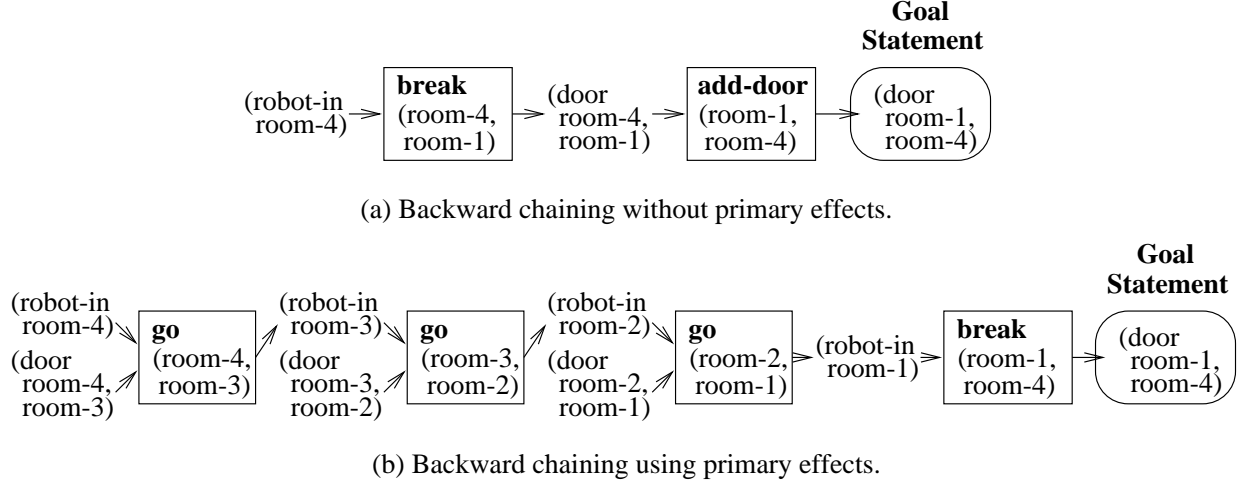 Goal
Statement
(robot-in
room-4)
break
(room-4,
room-1)
(door
room-4,
room-1)
add-door
(room-1,
room-4)
(door
room-1,
room-4)
(a) Backward chaining without primary effects.
Goal
Statement
(robot-in
room-4)
(door
room-4,
room-3)
go
(room-4,
room-3)
(robot-in
room-3)
(door
room-3,
room-2)
go
(room-3,
room-2)
(robot-in
room-2)
(door
room-2,
room-1)
go
(room-2,
room-1)
(robot-in
room-1)
break
(room-1,
room-4)
(door
room-1,
room-4)
(b) Backward chaining using primary effects.